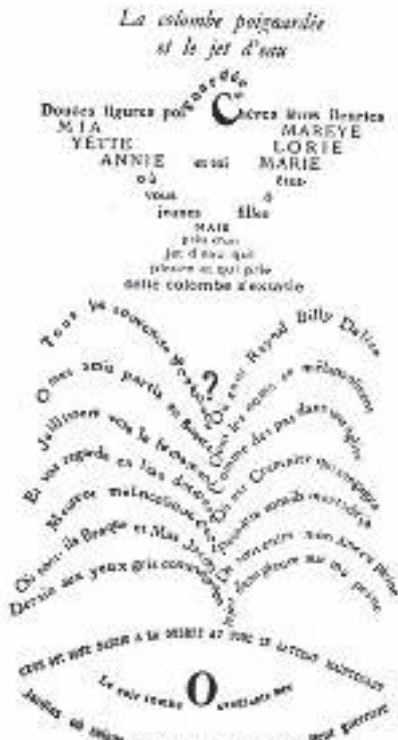 La colombe poignardée
et le jet d'eau
Douces figures poignardées Chères lèvres fleuries
MIA MAREYE
YETTE LORIE
ANNIE et toi MARIE
où êtes-
vous ô
jeunes filles
MAIS
près d'un
jet d'eau qui
pleure et qui prie
cette colombe s'extasie
Tous les souvenirs de naguère
O mes amis partis en guerre
Jaillissent vers le firmament
Et vos regards en l'eau dormant
Meurent mélancoliquement
Où sont-ils Braque et Max Jacob
Derain aux yeux gris comme l'aube
?
Où sont Raynal Billy Dalize
Dont les noms se mélancolisent
Comme des pas dans une église
Où est Cremnitz qui s'engagea
Peut-être sont-ils morts déjà
De souvenirs mon âme est pleine
Le jet d'eau pleure sur ma peine
CEUX QUI SONT PARTIS A LA GUERRE AU NORD SE BATTENT MAINTENANT
Le soir tombe O sanglante mer
Jardins où saigne guerrière